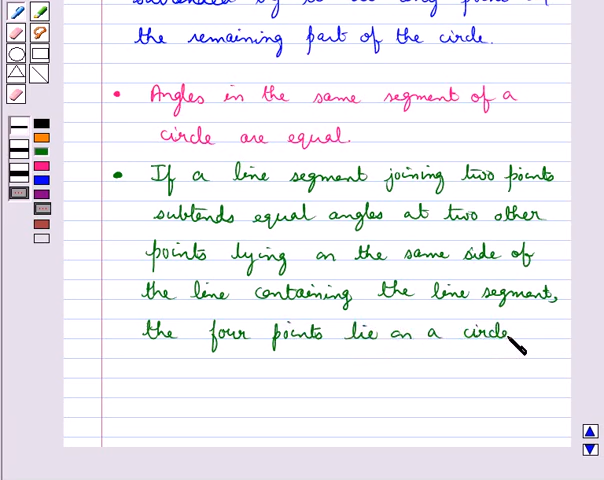 the remaining part of the circle.
• Angles in the same segment of a
circle are equal.
• If a line segment joining two points
subtends equal angles at two other
points lying on the same side of
the line containing the line segment,
the four points lie on a circle